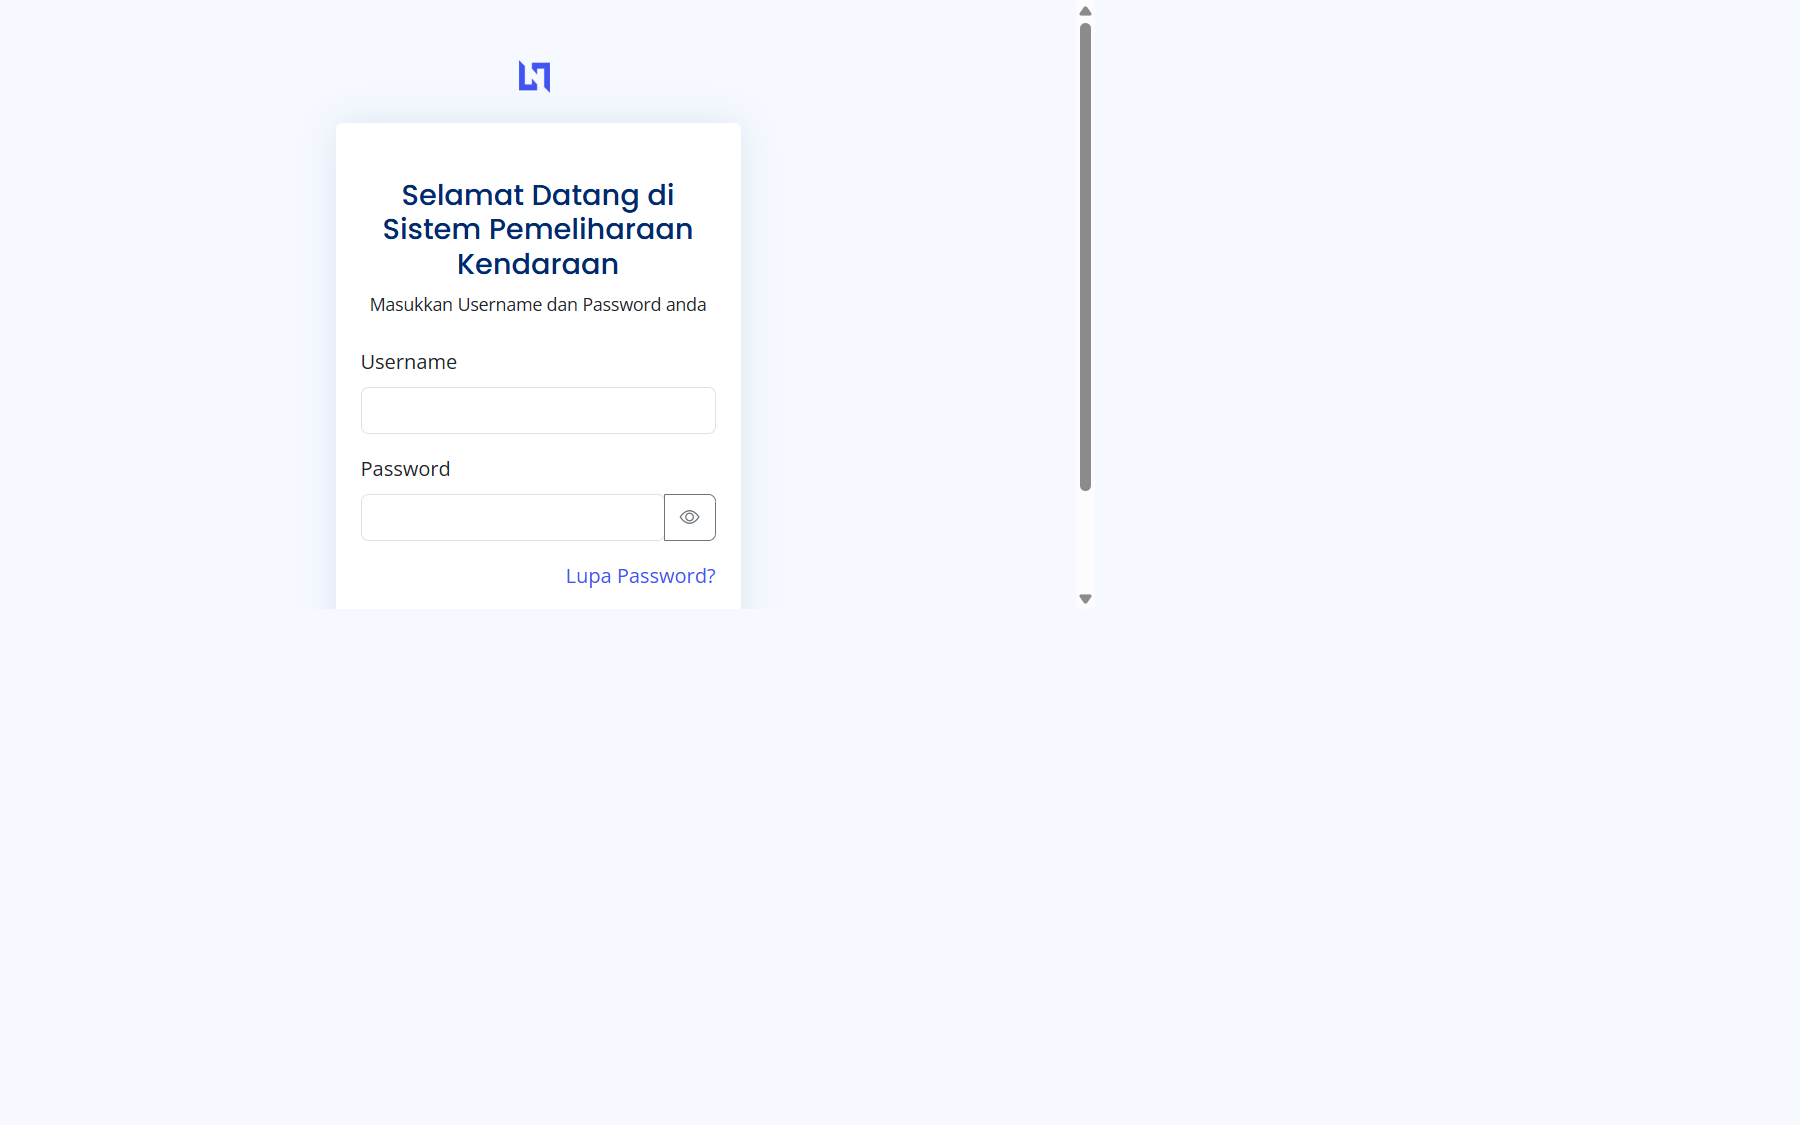 Selamat Datang di
Sistem Pemeliharaan
Kendaraan
Masukkan Username dan Password anda
Username
Password
Lupa Password?